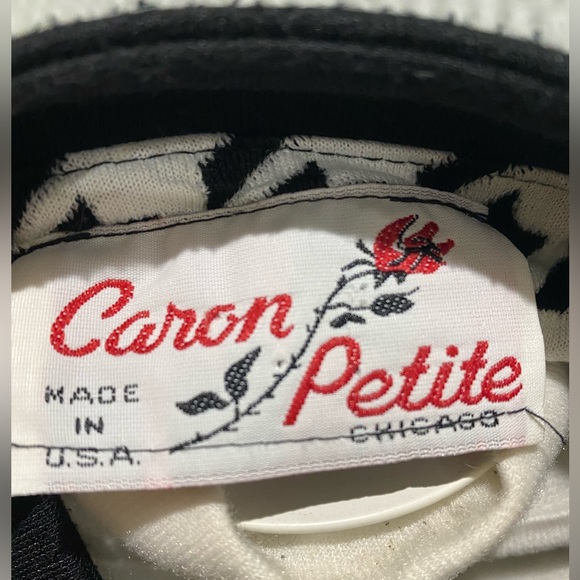 Caron
Petite
MADE
IN
U.S.A.
CHICAGO